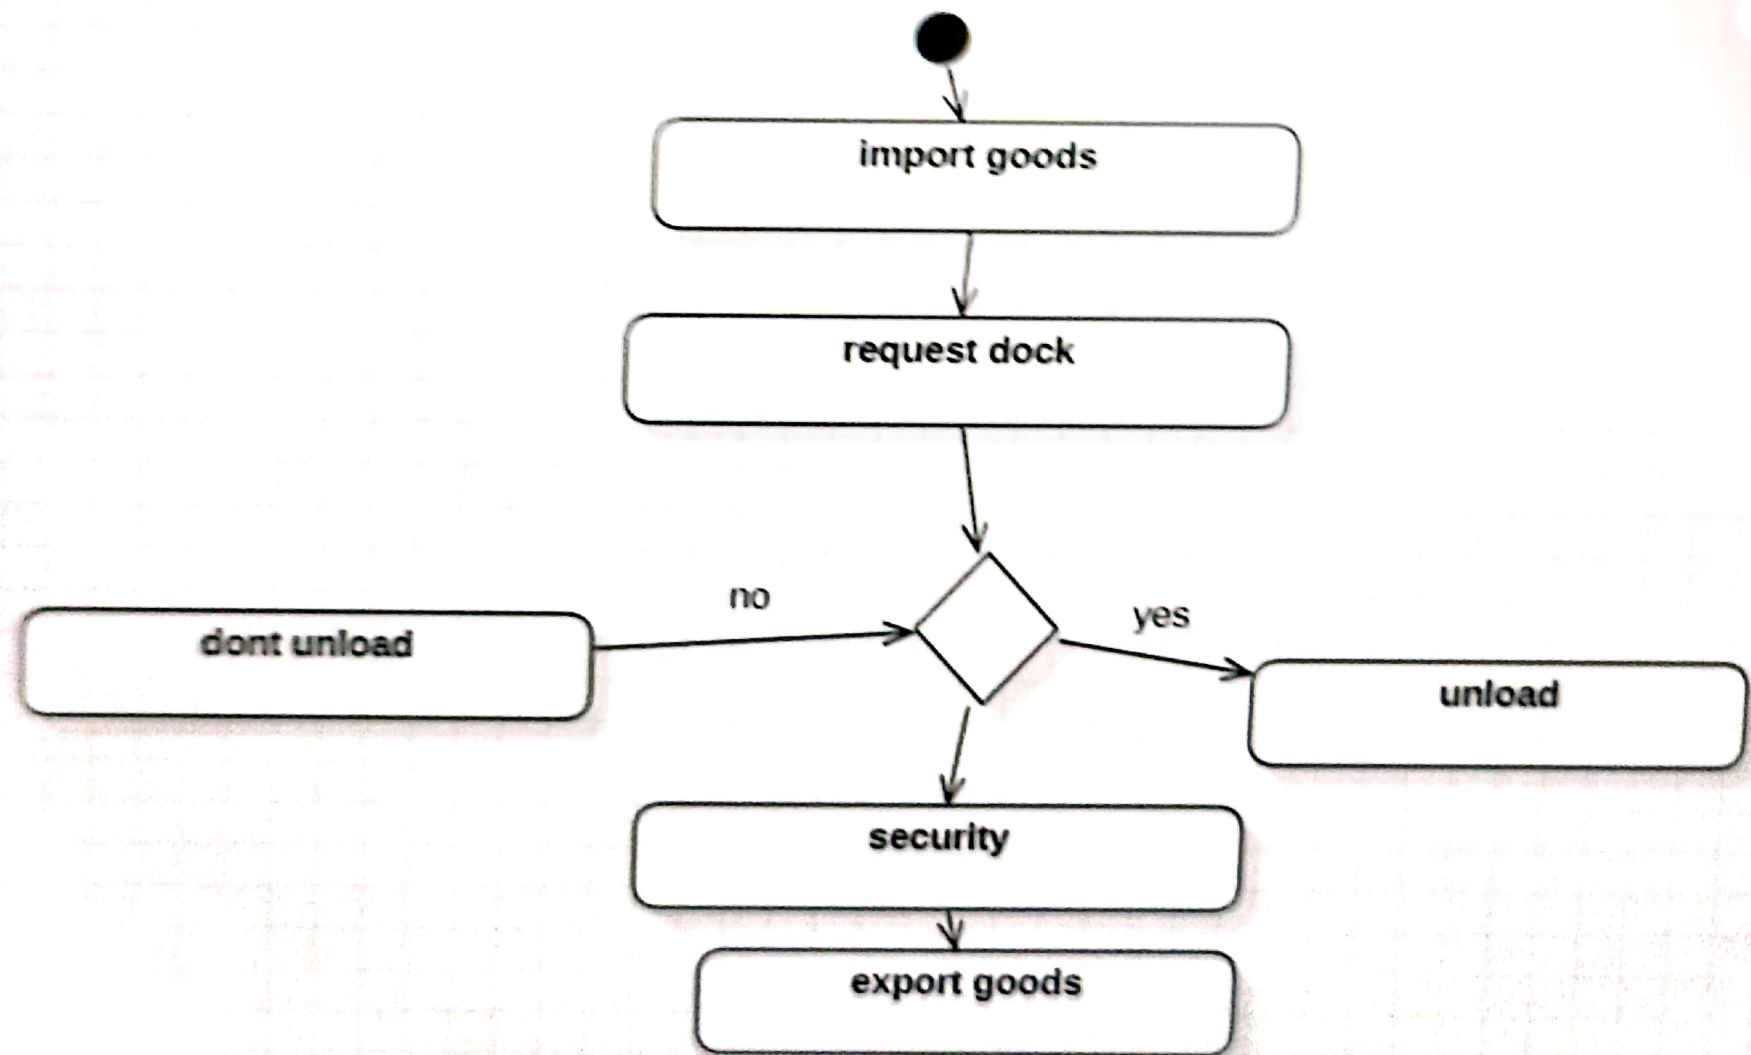 import goods
request dock
no
yes
dont unload
unload
security
export goods